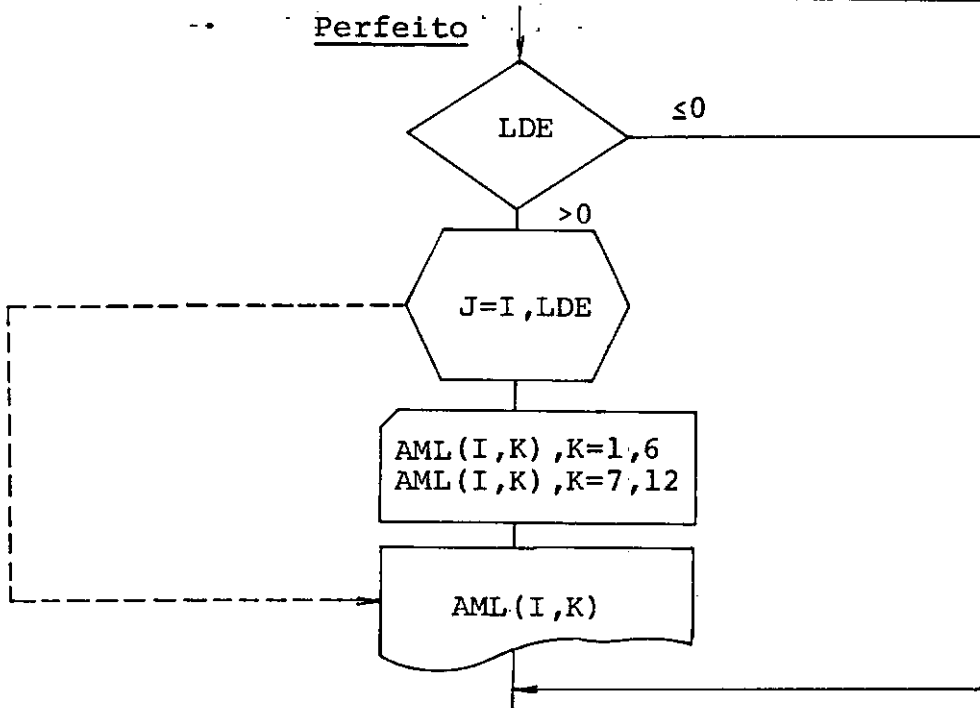 Perfeito
LDE
≤0
>0
J=I,LDE
AML(I,K),K=1,6
AML(I,K),K=7,12
AML(I,K)